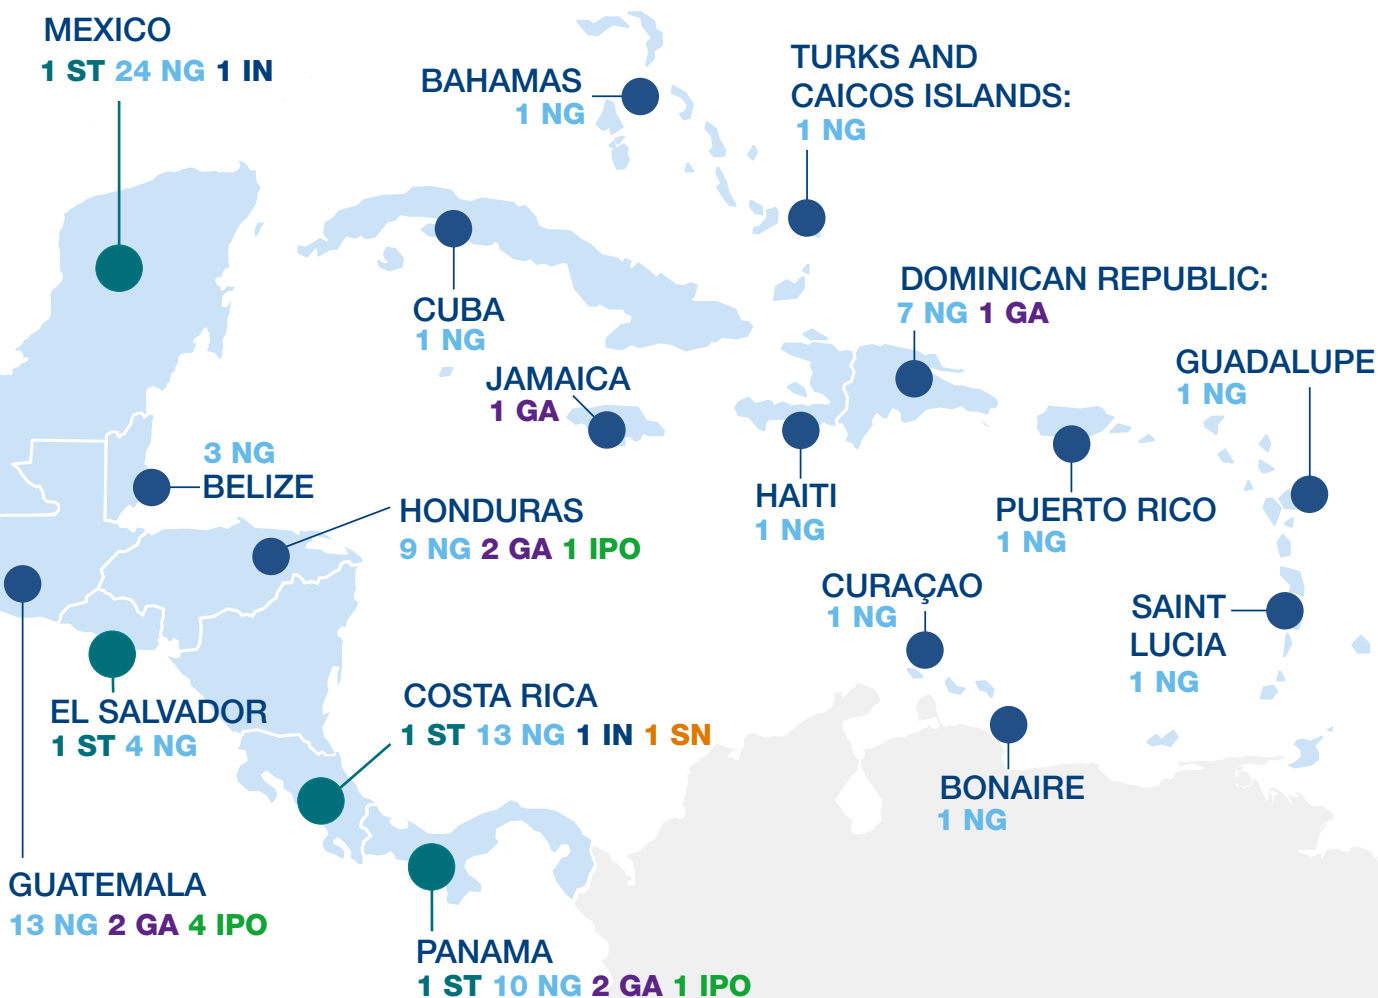 MEXICO
1 ST 24 NG 1 IN
BAHAMAS
1 NG
TURKS AND
CAICOS ISLANDS:
1 NG
CUBA
1 NG
DOMINICAN REPUBLIC:
7 NG 1 GA
JAMAICA
1 GA
GUADALUPE
1 NG
3 NG
BELIZE
HONDURAS
9 NG 2 GA 1 IPO
HAITI
1 NG
PUERTO RICO
1 NG
CURAÇAO
1 NG
SAINT
LUCIA
1 NG
EL SALVADOR
1 ST 4 NG
COSTA RICA
1 ST 13 NG 1 IN 1 SN
BONAIRE
1 NG
GUATEMALA
13 NG 2 GA 4 IPO
PANAMA
1 ST 10 NG 2 GA 1 IPO